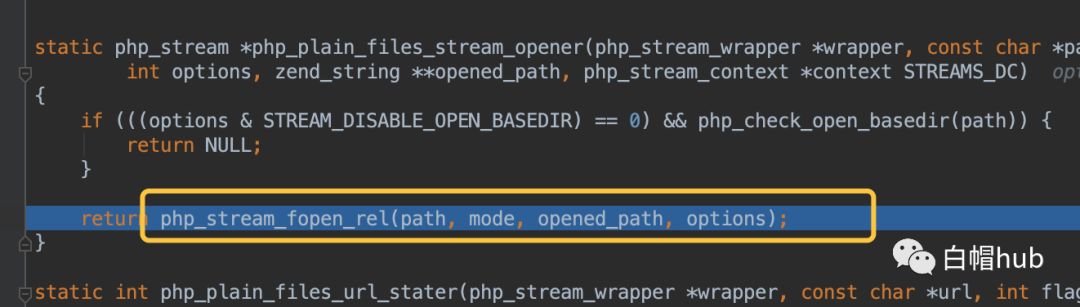 static php_stream *php_plain_files_stream_opener(php_stream_wrapper *wrapper, const char *pa
int options, zend_string **opened_path, php_stream_context *context STREAMS_DC) opt
{
if (((options & STREAM_DISABLE_OPEN_BASEDIR) == 0) && php_check_open_basedir(path)) {
return NULL;
}
return php_stream_fopen_rel(path, mode, opened_path, options);
}
白帽hub
static int php_plain_files_url_stater(php_stream_wrapper *wrapper, const char *url, int flag